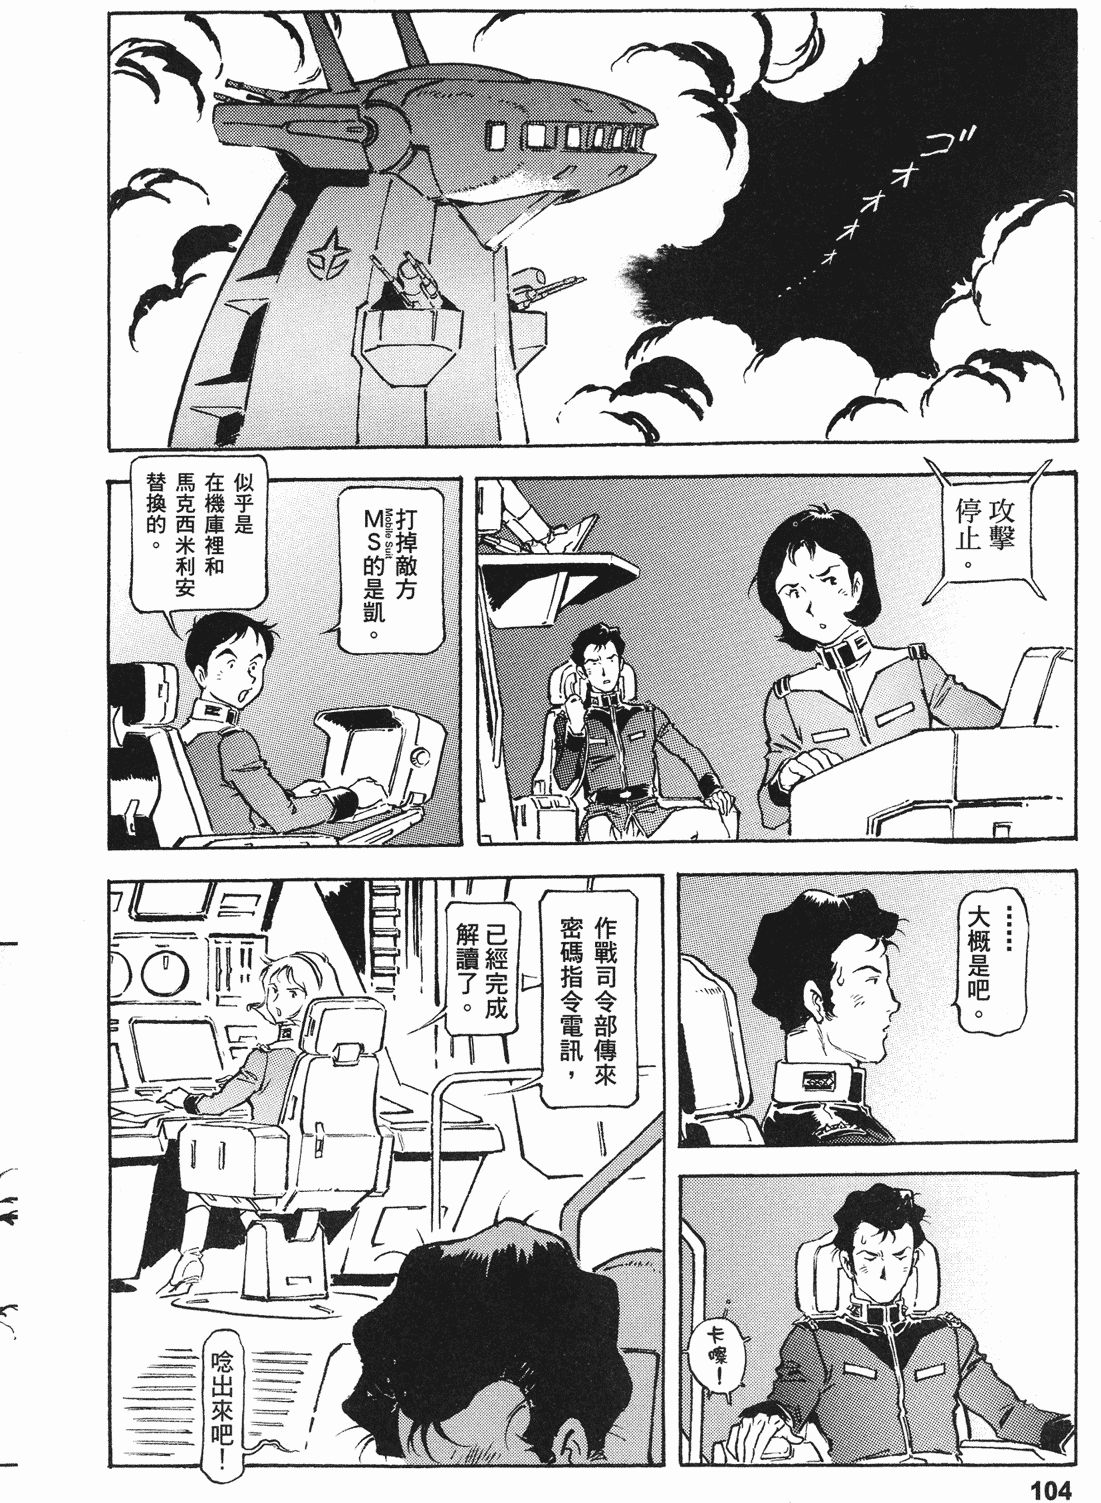 ゴォォォォ
攻擊
停止。
打掉敵方
MS的是凱。
Mobile Suit
似乎是
在機庫裡和
馬克西米利安
替換的。
⋯⋯
大概是吧。
卡嚓！
作戰司令部傳來
密碼指令電訊，
已經完成
解讀了。
唸出來吧！
104